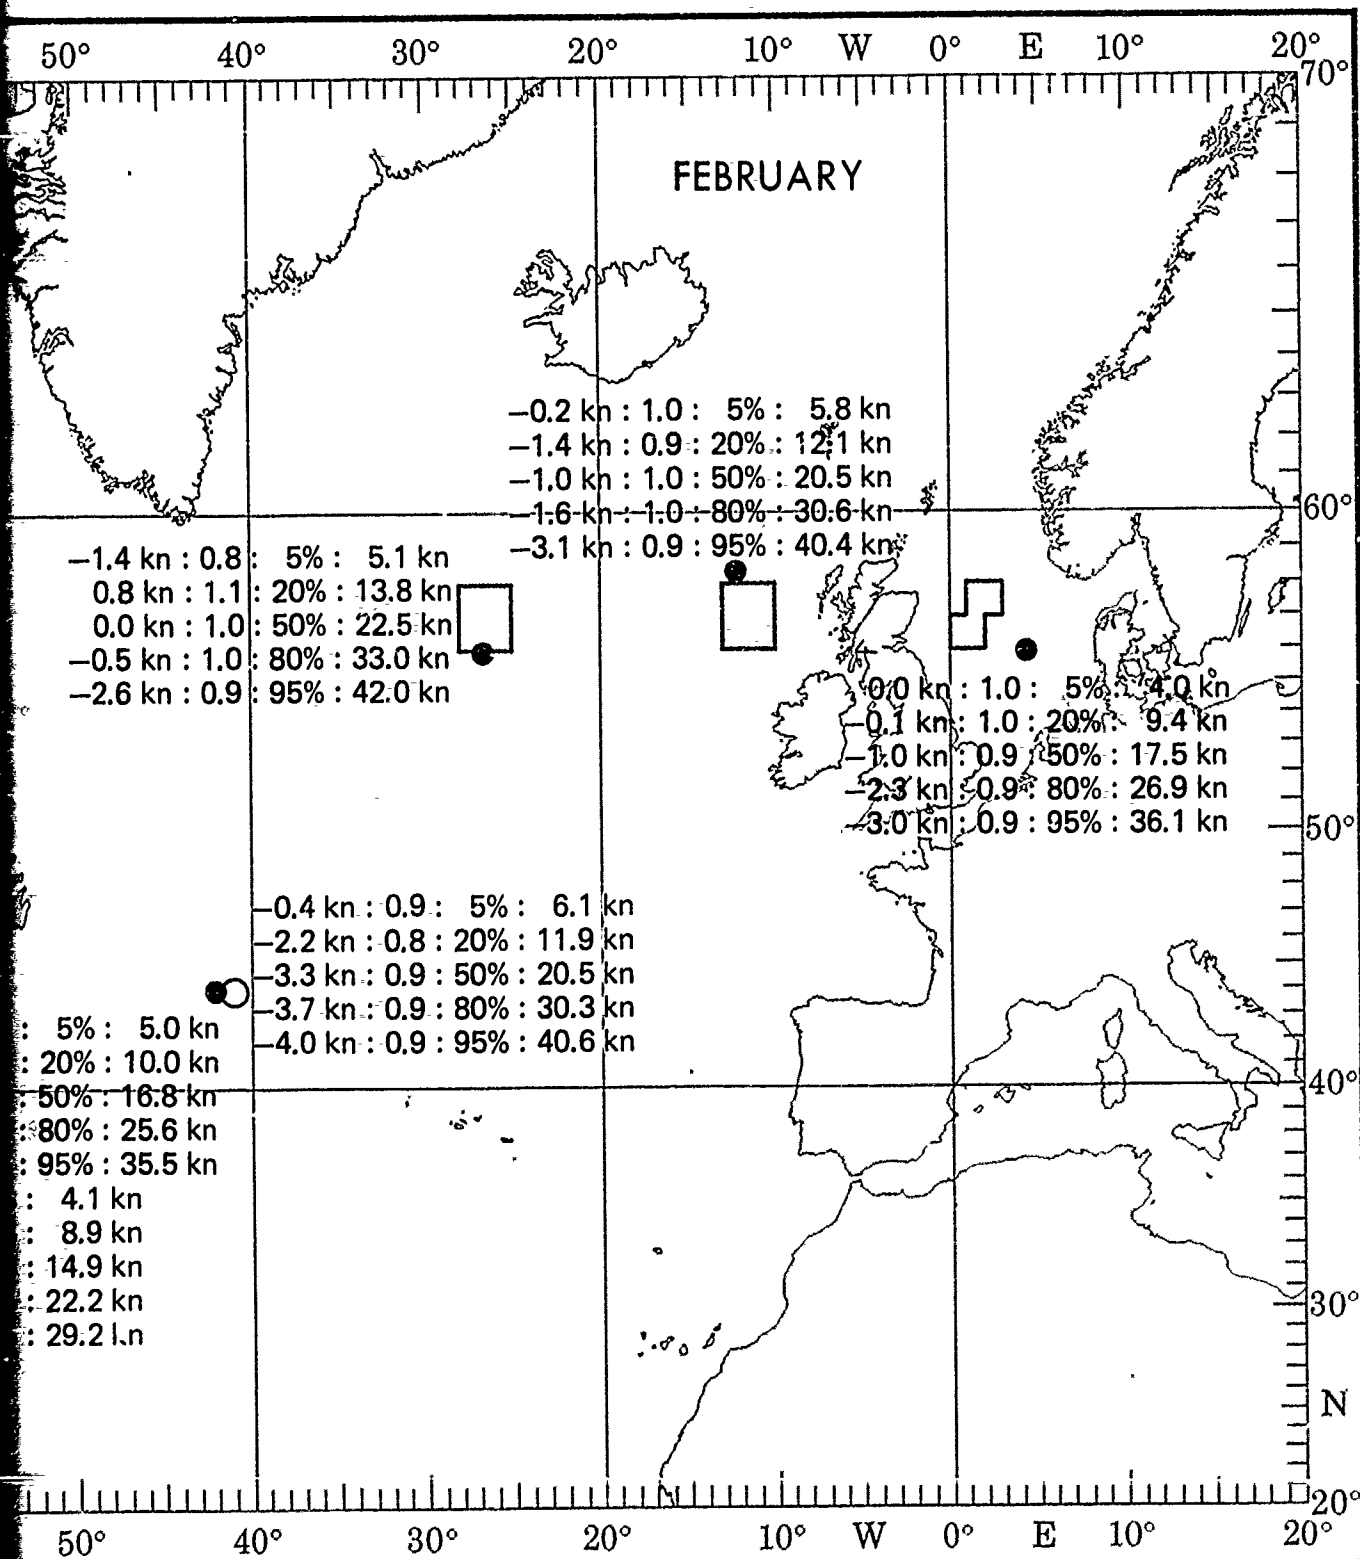 50° 40° 30° 20° 10° W 0° E 10° 20°
70°
FEBRUARY
−0.2 kn : 1.0 : 5% : 5.8 kn
−1.4 kn : 0.9 : 20% : 12.1 kn
−1.0 kn : 1.0 : 50% : 20.5 kn
−1.6 kn : 1.0 : 80% : 30.6 kn
−3.1 kn : 0.9 : 95% : 40.4 kn
60°
−1.4 kn : 0.8 : 5% : 5.1 kn
0.8 kn : 1.1 : 20% : 13.8 kn
0.0 kn : 1.0 : 50% : 22.5 kn
−0.5 kn : 1.0 : 80% : 33.0 kn
−2.6 kn : 0.9 : 95% : 42.0 kn
0.0 kn : 1.0 : 5% : 4.0 kn
−0.1 kn : 1.0 : 20% : 9.4 kn
−1.0 kn : 0.9 : 50% : 17.5 kn
−2.3 kn : 0.9 : 80% : 26.9 kn
−3.0 kn : 0.9 : 95% : 36.1 kn
50°
−0.4 kn : 0.9 : 5% : 6.1 kn
−2.2 kn : 0.8 : 20% : 11.9 kn
−3.3 kn : 0.9 : 50% : 20.5 kn
−3.7 kn : 0.9 : 80% : 30.3 kn
−4.0 kn : 0.9 : 95% : 40.6 kn
: 5% : 5.0 kn
: 20% : 10.0 kn
: 50% : 16.8 kn
: 80% : 25.6 kn
: 95% : 35.5 kn
40°
: 4.1 kn
: 8.9 kn
: 14.9 kn
: 22.2 kn
: 29.2
30°
N
20°
50° 40° 30° 20° 10° W 0° E 10° 20°